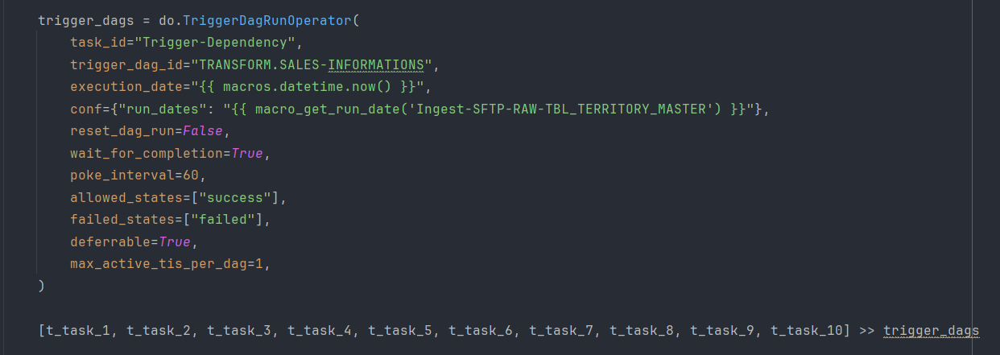 trigger_dags = do.TriggerDagRunOperator(
    task_id="Trigger-Dependency",
    trigger_dag_id="TRANSFORM.SALES-INFORMATIONS",
    execution_date="{{ macros.datetime.now() }}",
    conf={"run_dates": "{{ macro_get_run_date('Ingest-SFTP-RAW-TBL_TERRITORY_MASTER') }}"},
    reset_dag_run=False,
    wait_for_completion=True,
    poke_interval=60,
    allowed_states=["success"],
    failed_states=["failed"],
    deferrable=True,
    max_active_tis_per_dag=1,
)
[t_task_1, t_task_2, t_task_3, t_task_4, t_task_5, t_task_6, t_task_7, t_task_8, t_task_9, t_task_10] >> trigger_dags